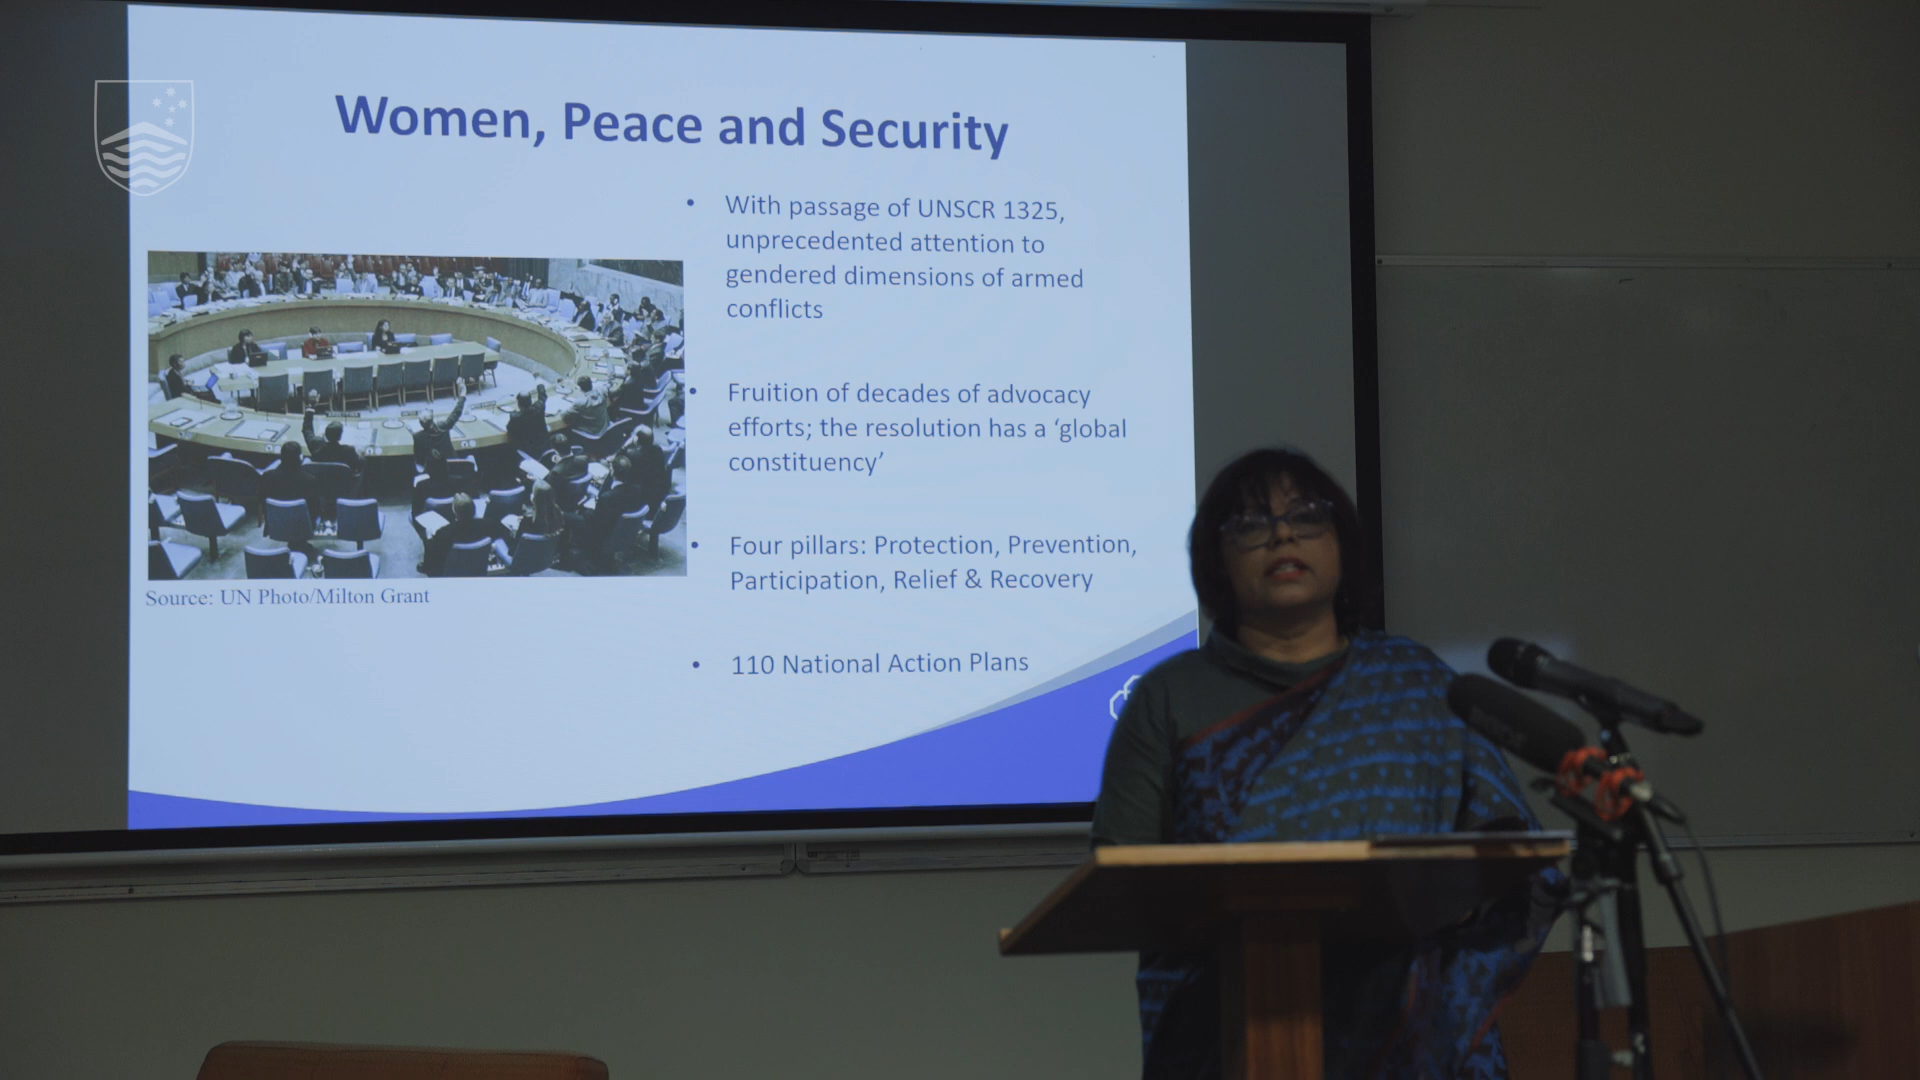 Women, Peace and Security
• With passage of UNSCR 1325,
unprecedented attention to
gendered dimensions of armed
conflicts
• Fruition of decades of advocacy
efforts; the resolution has a ‘global
constituency’
• Four pillars: Protection, Prevention,
Participation, Relief & Recovery
• 110 National Action Plans
Source: UN Photo/Milton Grant